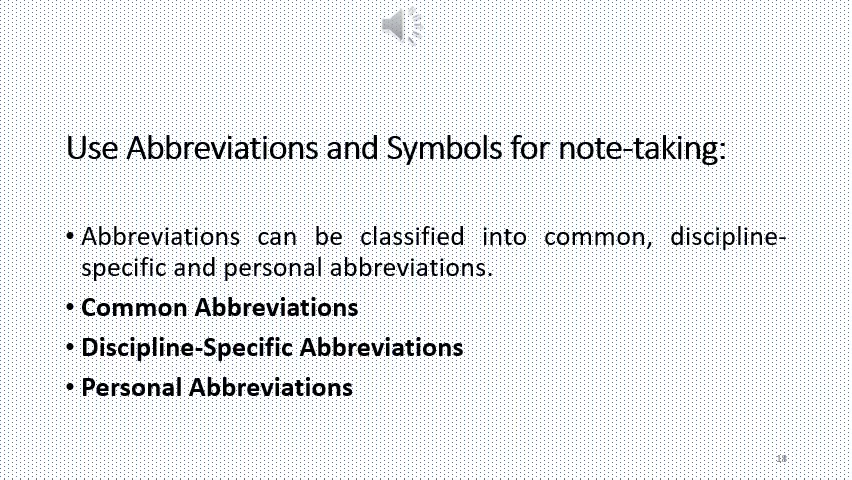 Use Abbreviations and Symbols for note-taking:
• Abbreviations can be classified into common, discipline-
specific and personal abbreviations.
• Common Abbreviations
• Discipline-Specific Abbreviations
• Personal Abbreviations
18